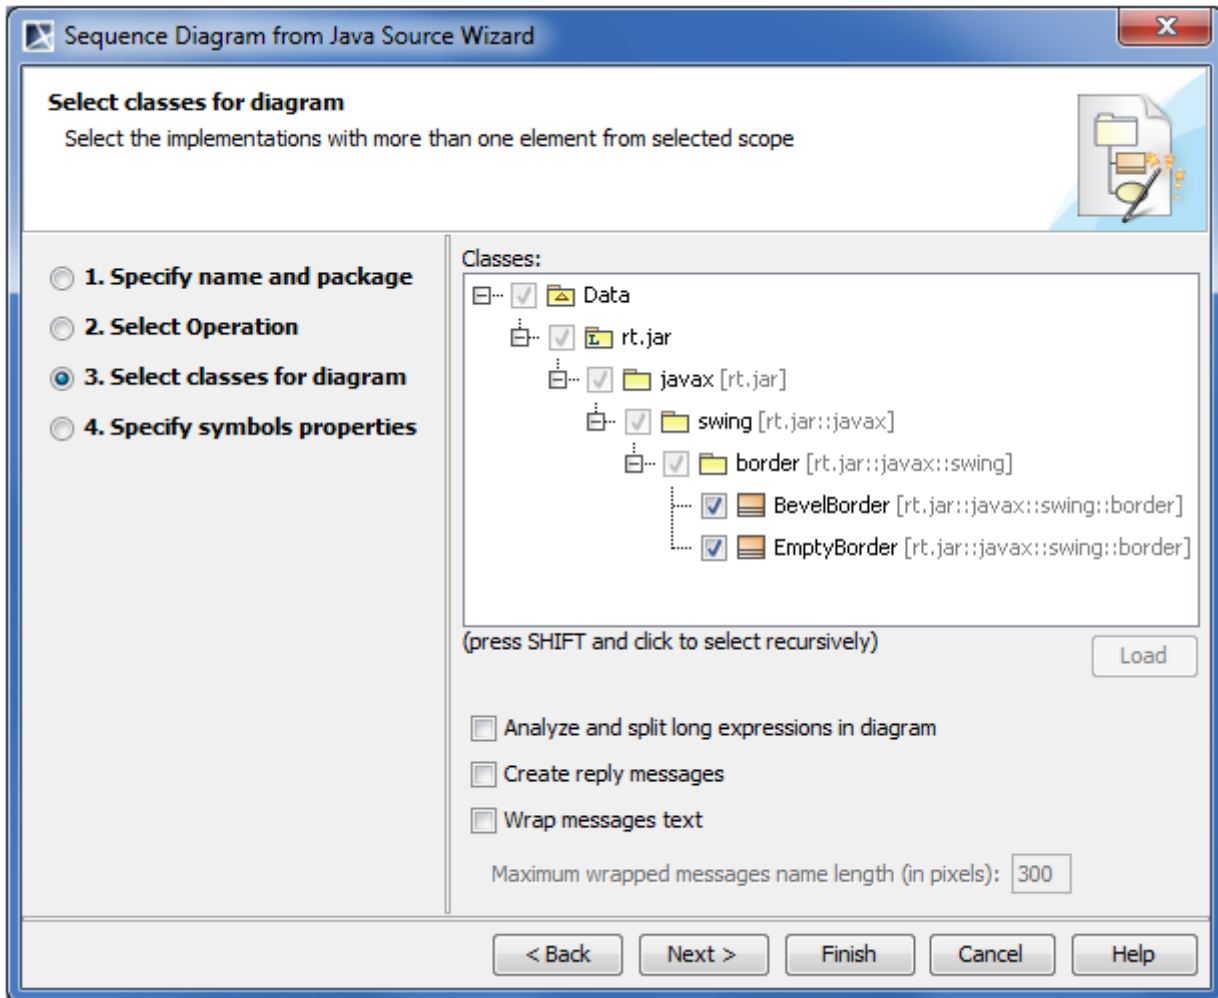 Sequence Diagram from Java Source Wizard
Select classes for diagram
Select the implementations with more than one element from selected scope
1. Specify name and package
2. Select Operation
3. Select classes for diagram
4. Specify symbols properties
Classes:
Data
L rt.jar
javax [rt.jar]
swing [rt.jar::javax]
border [rt.jar::javax::swing]
BevelBorder [rt.jar::javax::swing::border]
EmptyBorder [rt.jar::javax::swing::border]
(press SHIFT and click to select recursively)
Load
Analyze and split long expressions in diagram
Create reply messages
Wrap messages text
Maximum wrapped messages name length (in pixels): 300
< Back Next > Finish Cancel Help